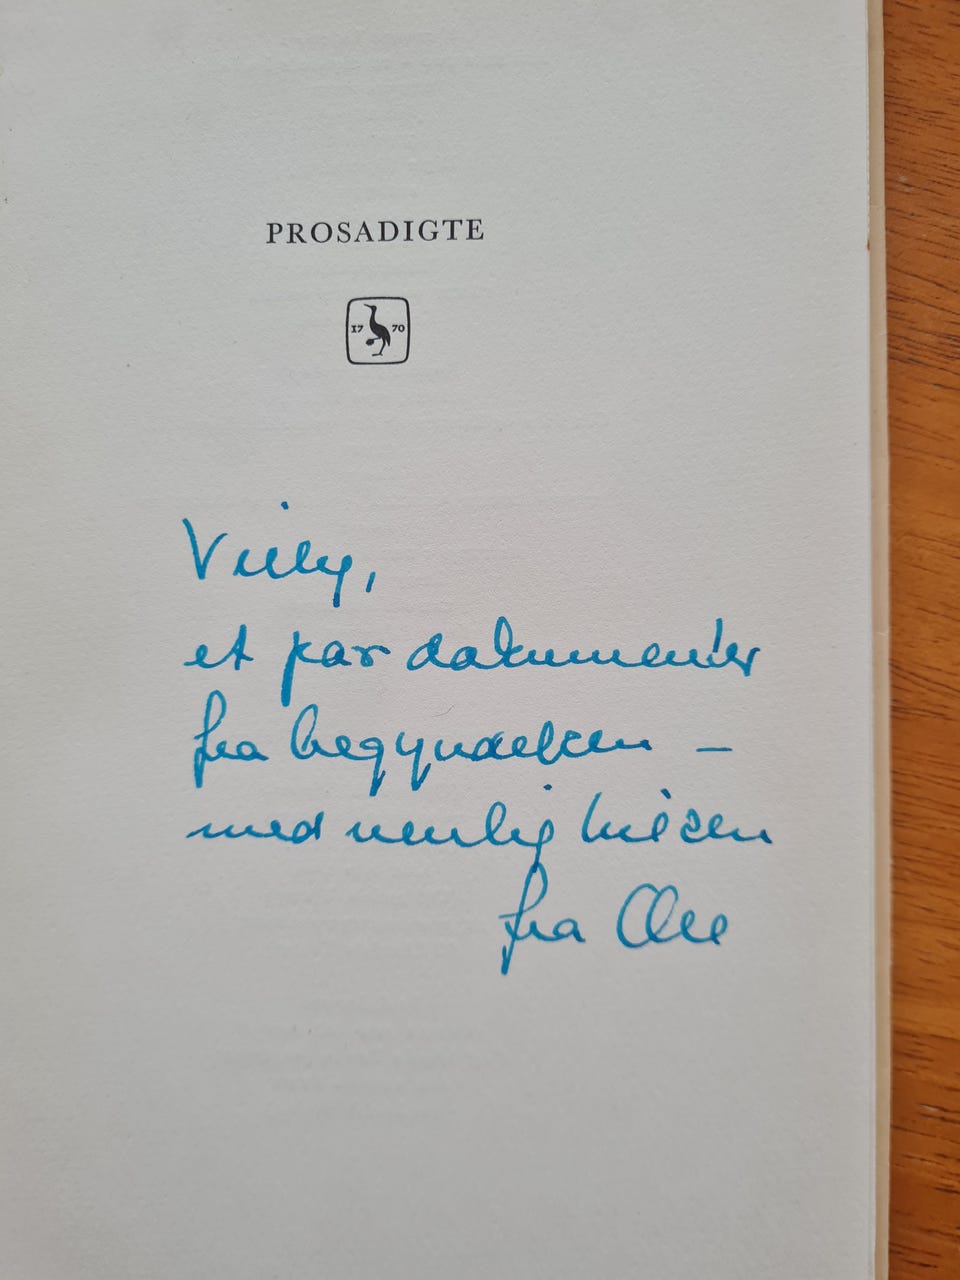 PROSADIGTE
17 70
Villy,
et par dokumenter
fra begyndelsen –
med venlig hilsen
fra Ole